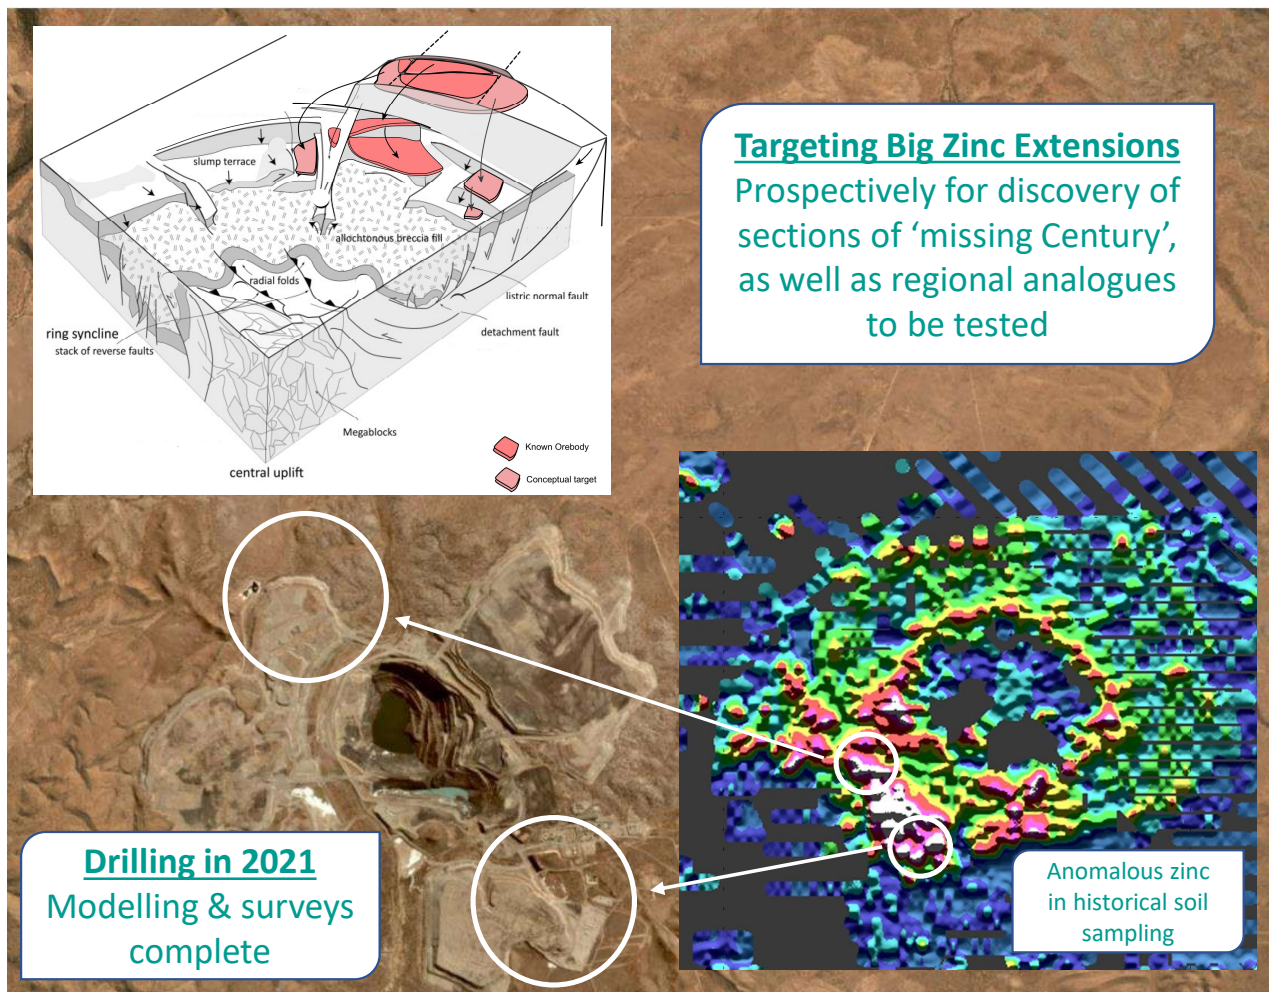 slump terrace
allochtonous breccia fill
radial folds
listric normal fault
ring syncline
detachment fault
stack of reverse faults
Megablocks
central uplift
Known Orebody
Conceptual target
Targeting Big Zinc Extensions
Prospectively for discovery of
sections of ‘missing Century’,
as well as regional analogues
to be tested
Drilling in 2021
Modelling & surveys
complete
Anomalous zinc
in historical soil
sampling